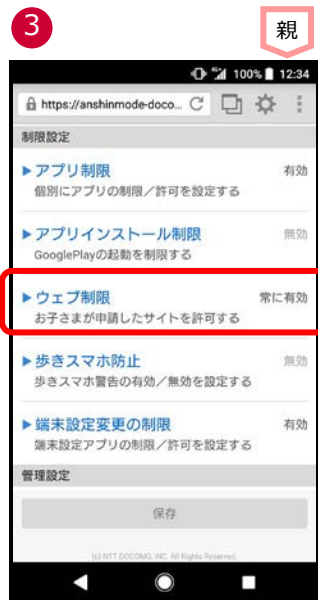 3
親
100% 12:34
https://anshinmode-doco...
制限設定
▶アプリ制限 有効
個別にアプリの制限／許可を設定する
▶アプリインストール制限 無効
GooglePlayの起動を制限する
▶ウェブ制限 常に有効
お子さまが申請したサイトを許可する
▶歩きスマホ防止 無効
歩きスマホ警告の有効／無効を設定する
▶端末設定変更の制限 有効
端末設定アプリの制限／許可を設定する
管理設定
保存
(c) NTT DOCOMO, INC. All Rights Reserved.